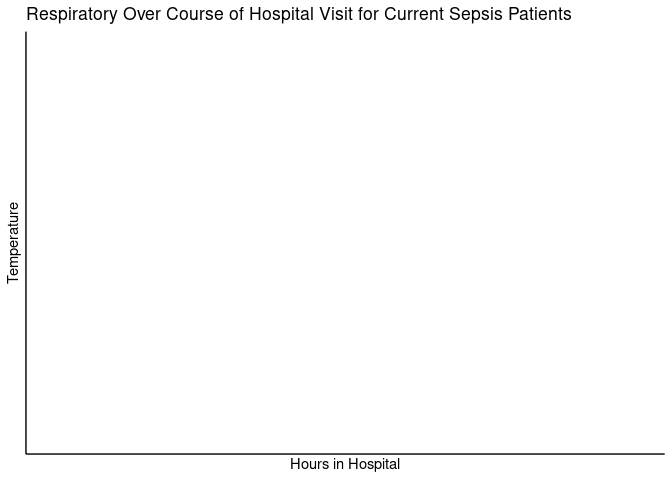 Respiratory Over Course of Hospital Visit for Current Sepsis Patients
Temperature
Hours in Hospital